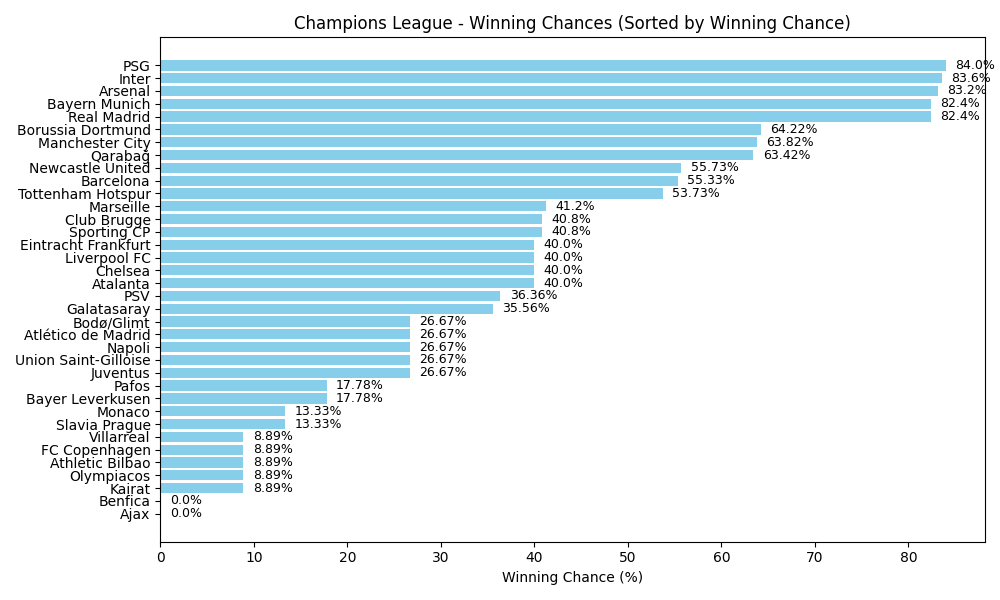 Champions League - Winning Chances (Sorted by Winning Chance)
PSG 84.0%
Inter 83.6%
Arsenal 83.2%
Bayern Munich 82.4%
Real Madrid 82.4%
Borussia Dortmund 64.22%
Manchester City 63.82%
Qarabağ 63.42%
Newcastle United 55.73%
Barcelona 55.33%
Tottenham Hotspur 53.73%
Marseille 41.2%
Club Brugge 40.8%
Sporting CP 40.8%
Eintracht Frankfurt 40.0%
Liverpool FC 40.0%
Chelsea 40.0%
Atalanta 40.0%
PSV 36.36%
Galatasaray 35.56%
Bodø/Glimt 26.67%
Atlético de Madrid 26.67%
Napoli 26.67%
Union Saint-Gilloise 26.67%
Juventus 26.67%
Pafos 17.78%
Bayer Leverkusen 17.78%
Monaco 13.33%
Slavia Prague 13.33%
Villarreal 8.89%
FC Copenhagen 8.89%
Athletic Bilbao 8.89%
Olympiacos 8.89%
Kairat 8.89%
Benfica 0.0%
Ajax 0.0%
0 10 20 30 40 50 60 70 80
Winning Chance (%)